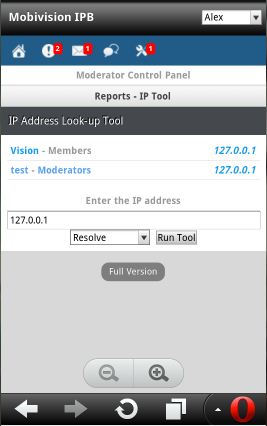 Mobivision IPB
Alex
2
1
1
Moderator Control Panel
Reports - IP Tool
IP Address Look-up Tool
Vision - Members 127.0.0.1
test - Moderators 127.0.0.1
Enter the IP address
127.0.0.1
Resolve
Run Tool
Full Version